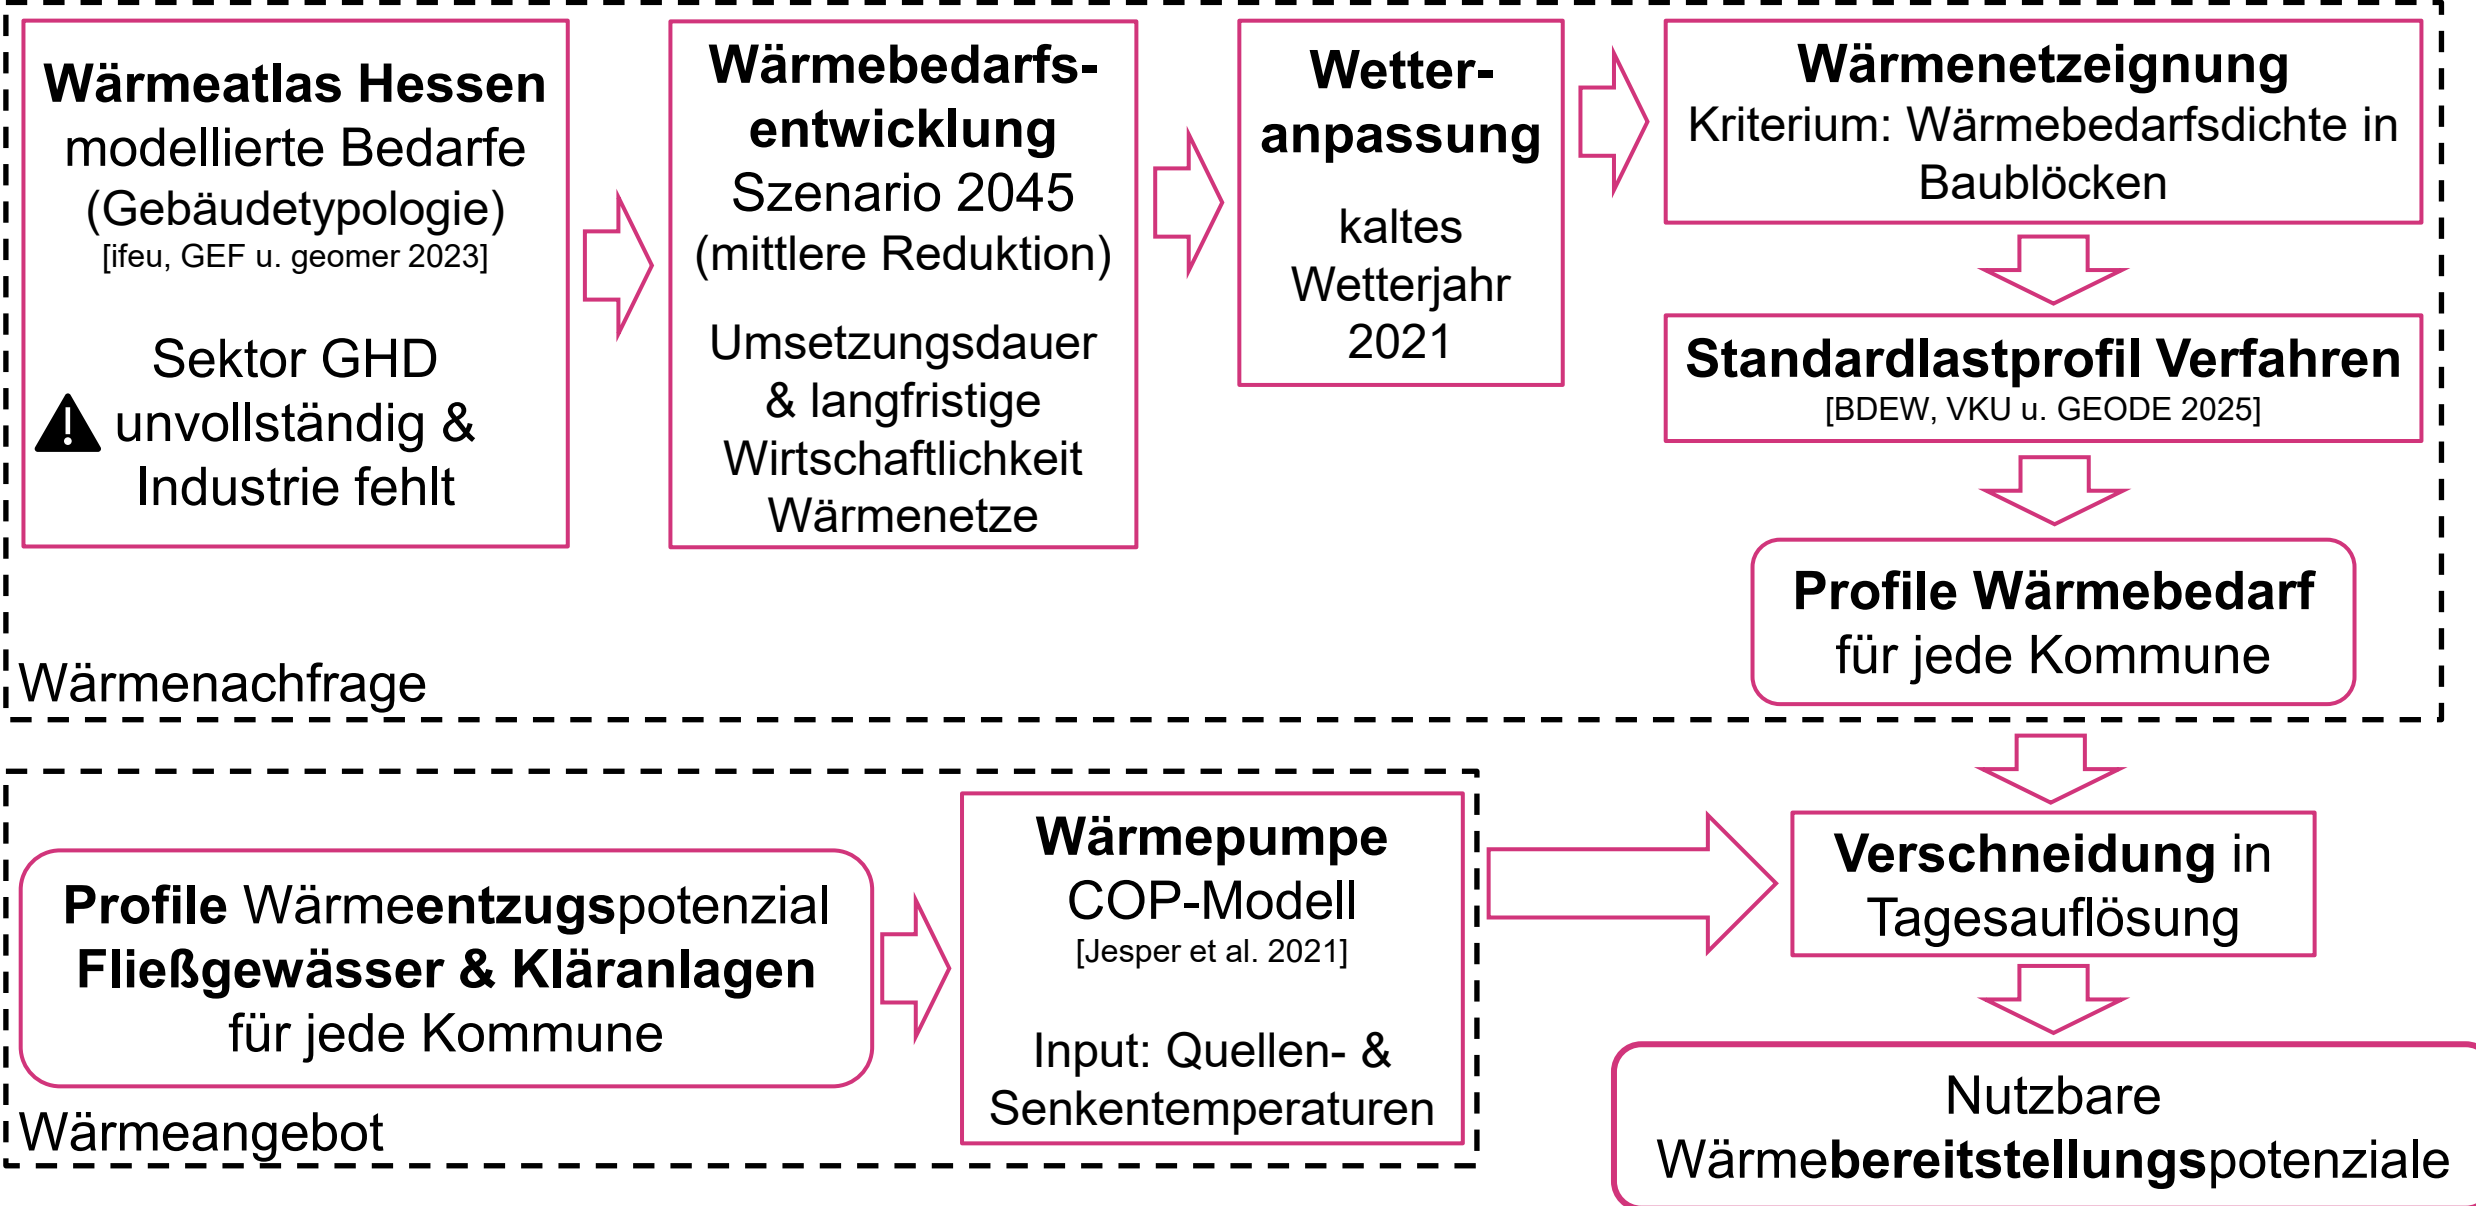 Wärmeatlas Hessen
modellierte Bedarfe
(Gebäudetypologie)
[ifeu, GEF u. geomer 2023]
Sektor GHD
unvollständig &
Industrie fehlt
Wärmebedarfs-
entwicklung
Szenario 2045
(mittlere Reduktion)
Umsetzungsdauer
& langfristige
Wirtschaftlichkeit
Wärmenetze
Wetter-
anpassung
kaltes
Wetterjahr
2021
Wärmenetzeignung
Kriterium: Wärmebedarfsdichte in
Baublöcken
Standardlastprofil Verfahren
[BDEW, VKU u. GEODE 2025]
Profile Wärmebedarf
für jede Kommune
Wärmenachfrage
Profile Wärmeentzugspotenzial
Fließgewässer & Kläranlagen
für jede Kommune
Wärmepumpe
COP-Modell
[Jesper et al. 2021]
Input: Quellen- &
Senkentemperaturen
Wärmeangebot
Verschneidung in
Tagesauflösung
Nutzbare
Wärmebereitstellungspotenziale